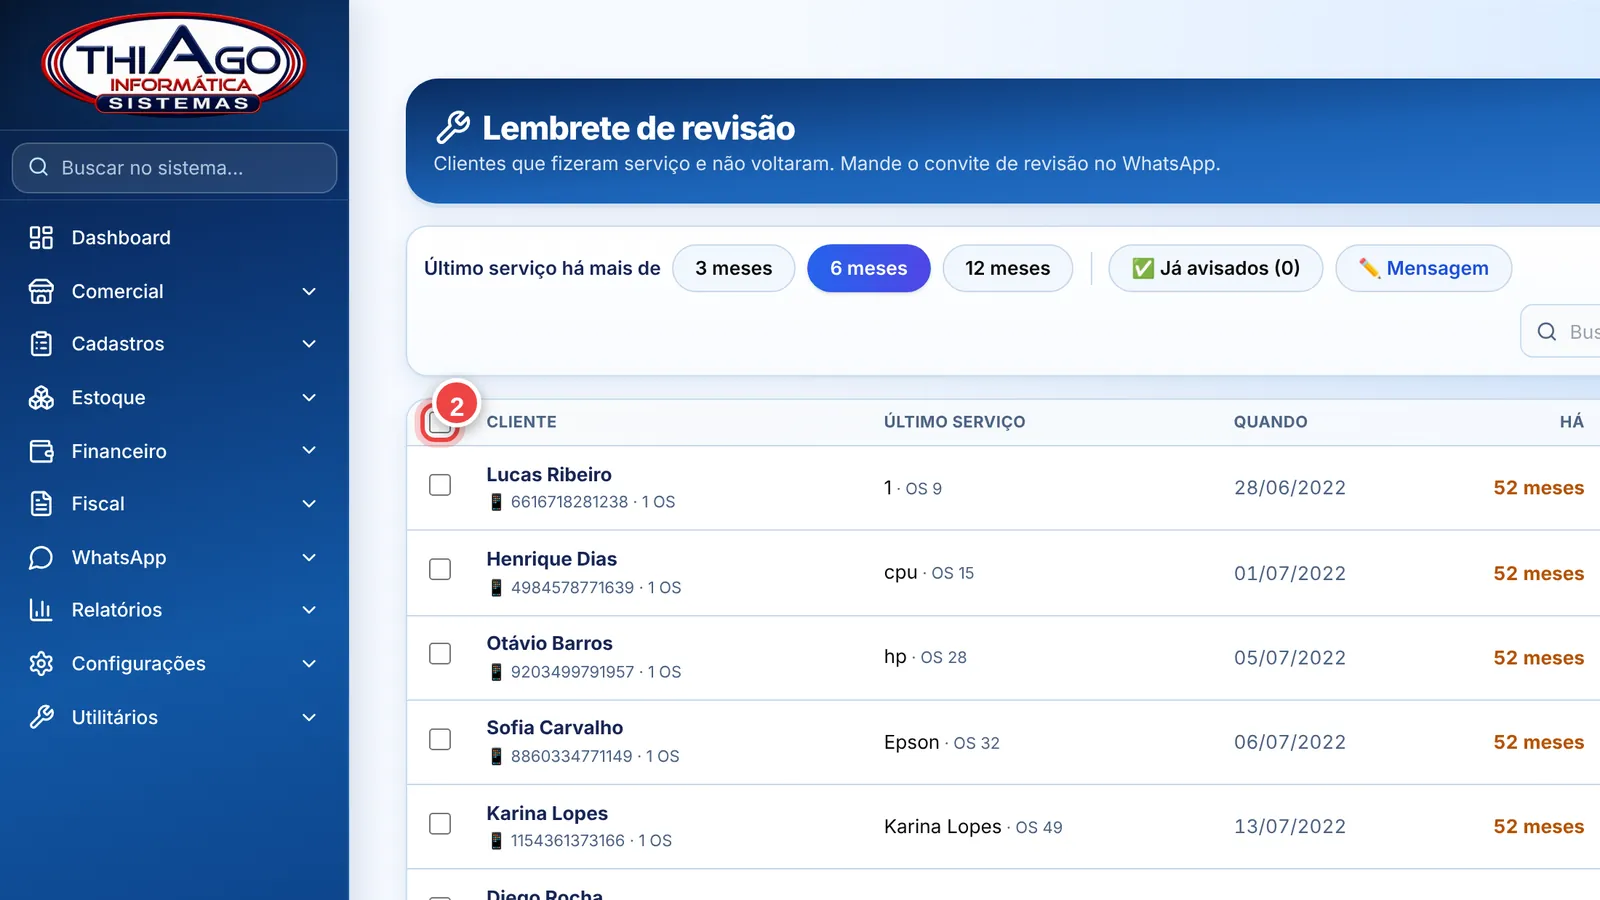 THIAGO
INFORMÁTICA
SISTEMAS
Buscar no sistema...
Dashboard
Comercial
Cadastros
Estoque
Financeiro
Fiscal
WhatsApp
Relatórios
Configurações
Utilitários
Lembrete de revisão
Clientes que fizeram serviço e não voltaram. Mande o convite de revisão no WhatsApp.
Último serviço há mais de 3 meses 6 meses 12 meses ✅ Já avisados (0) ✏️ Mensagem
Bus
2
CLIENTE ÚLTIMO SERVIÇO QUANDO HÁ
Lucas Ribeiro
6616718281238 · 1 OS
1 · OS 9 28/06/2022 52 meses
Henrique Dias
4984578771639 · 1 OS
cpu · OS 15 01/07/2022 52 meses
Otávio Barros
9203499791957 · 1 OS
hp · OS 28 05/07/2022 52 meses
Sofia Carvalho
8860334771149 · 1 OS
Epson · OS 32 06/07/2022 52 meses
Karina Lopes
1154361373166 · 1 OS
Karina Lopes · OS 49 13/07/2022 52 meses
Diego Rocha